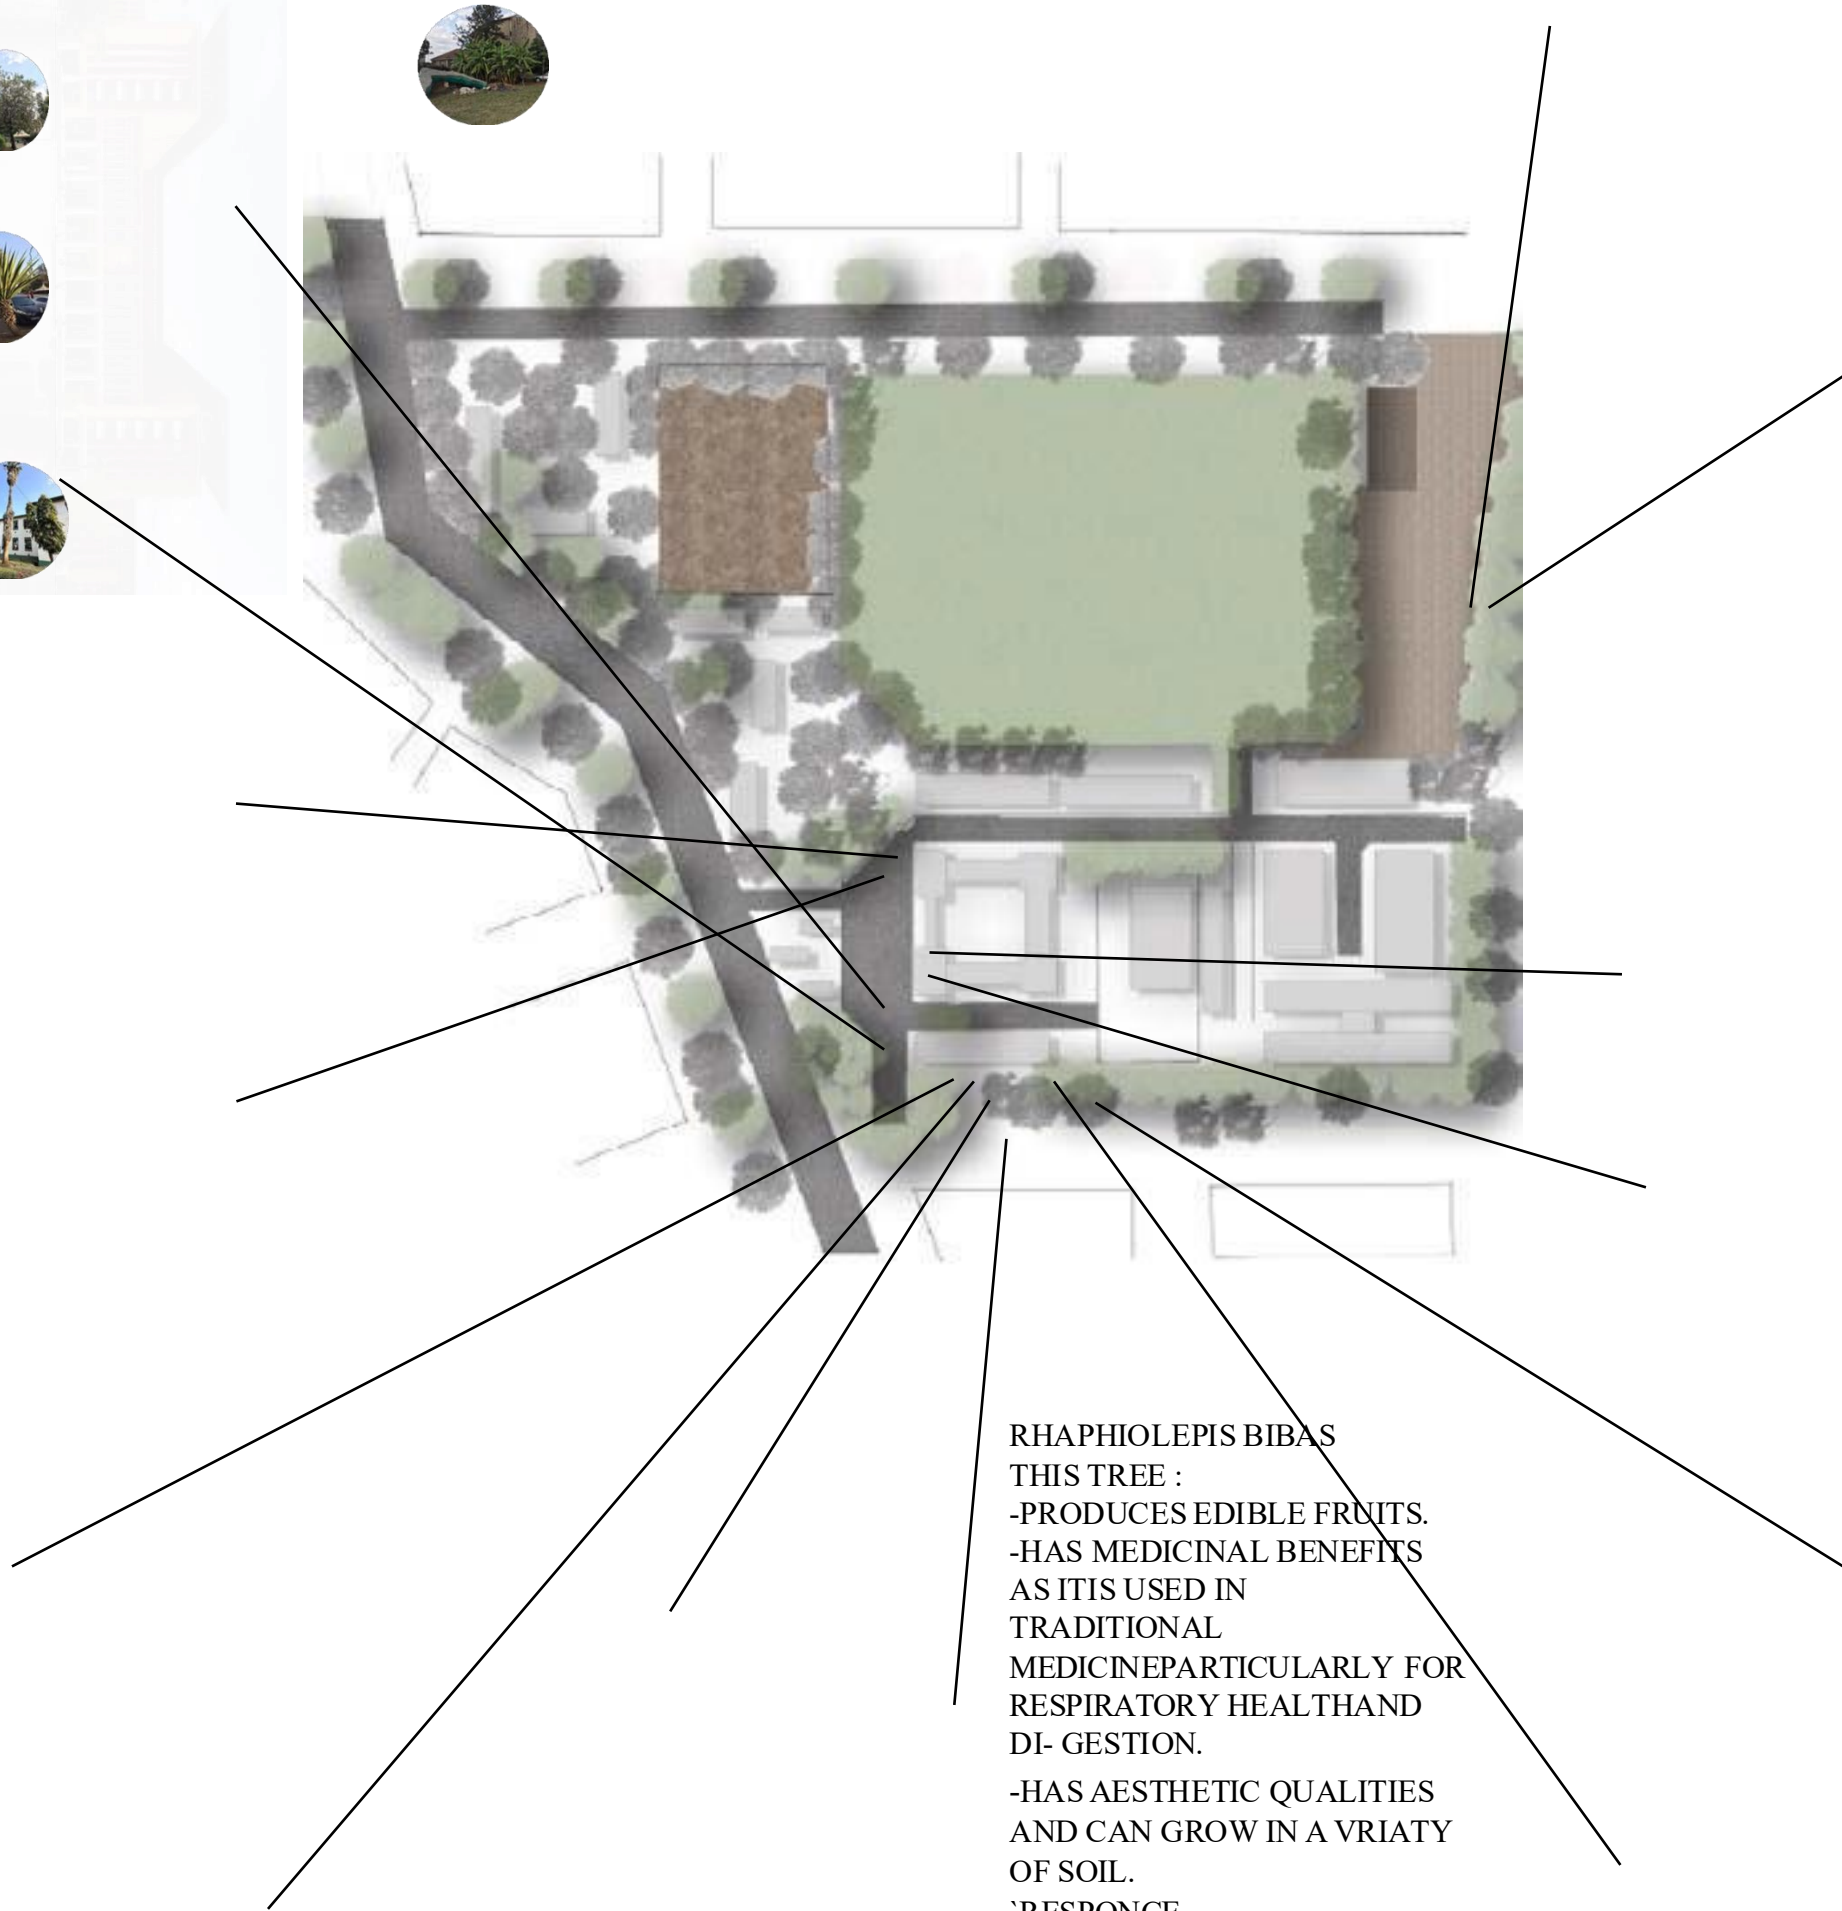 RHAPHIOLEPIS BIBAS
THIS TREE :
-PRODUCES EDIBLE FRUITS.
-HAS MEDICINAL BENEFITS
AS ITIS USED IN
TRADITIONAL
MEDICINEPARTICULARLY FOR
RESPIRATORY HEALTHAND
DI- GESTION.
-HAS AESTHETIC QUALITIES
AND CAN GROW IN A VRIATY
OF SOIL.
`RESPONCE